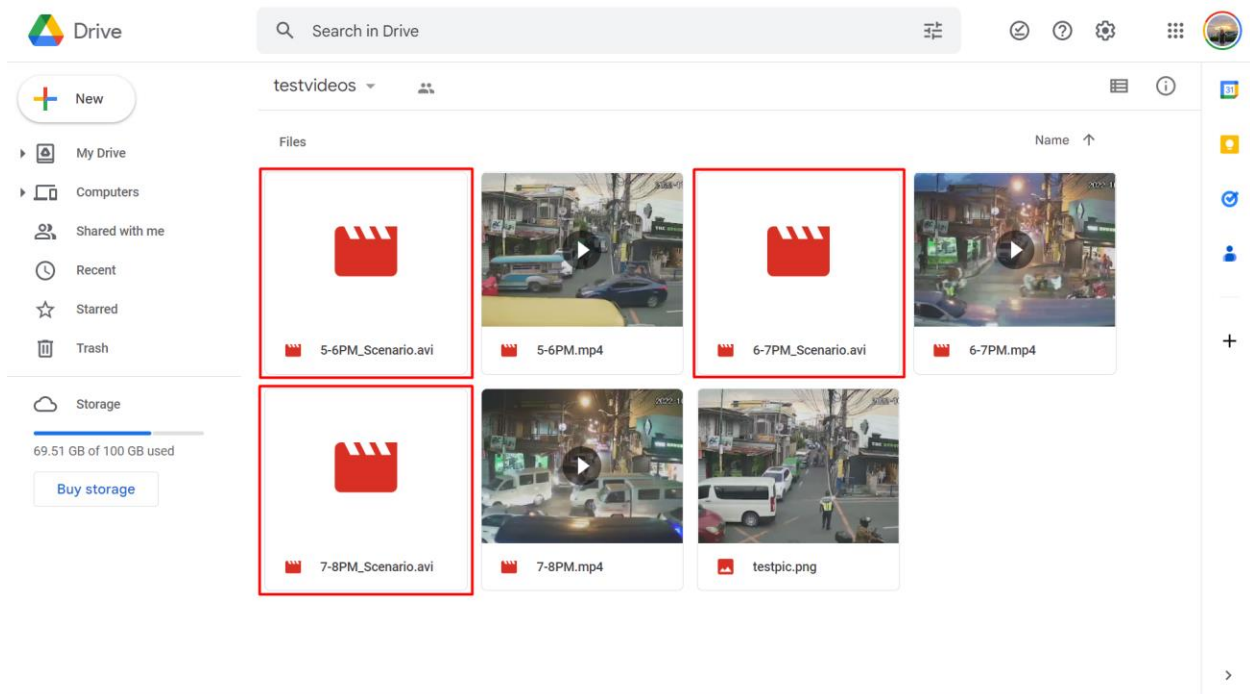 Drive
Search in Drive
New
testvideos
My Drive
Computers
Shared with me
Recent
Starred
Trash
Storage
69.51 GB of 100 GB used
Buy storage
Files
Name
31
5-6PM_Scenario.avi
5-6PM.mp4
6-7PM_Scenario.avi
6-7PM.mp4
7-8PM_Scenario.avi
7-8PM.mp4
testpic.png